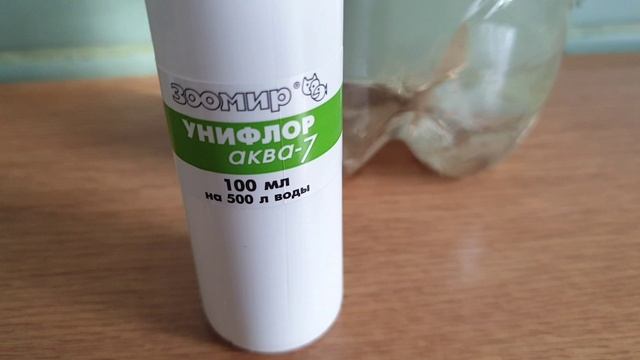 ЗООМИР®
УНИФЛОР
аква-7
100 мл
на 500 л воды